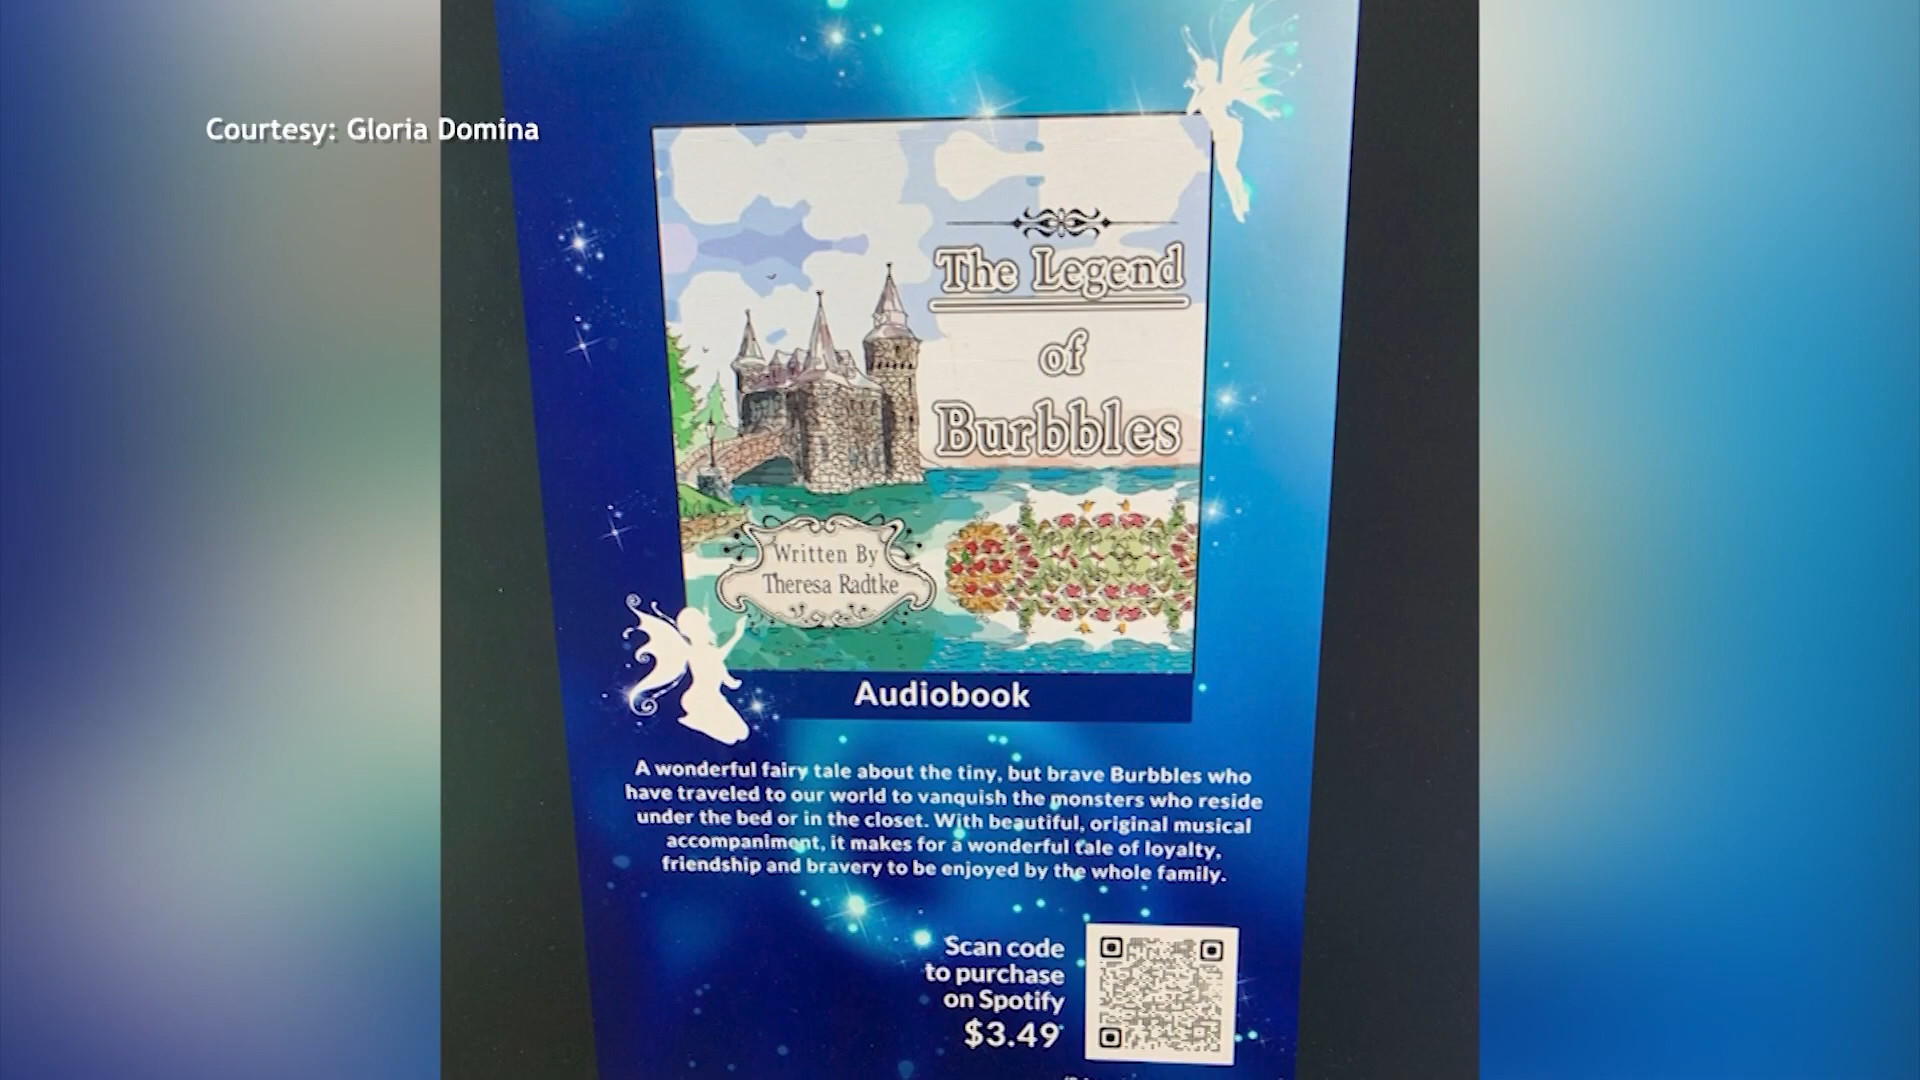 Courtesy: Gloria Domina
The Legend
of
Burbbles
Written By
Theresa Radtke
Audiobook
A wonderful fairy tale about the tiny, but brave Burbbles who
have traveled to our world to vanquish the monsters who reside
under the bed or in the closet. With beautiful, original musical
accompaniment, it makes for a wonderful tale of loyalty,
friendship and bravery to be enjoyed by the whole family.
Scan code
to purchase
on Spotify
$3.49